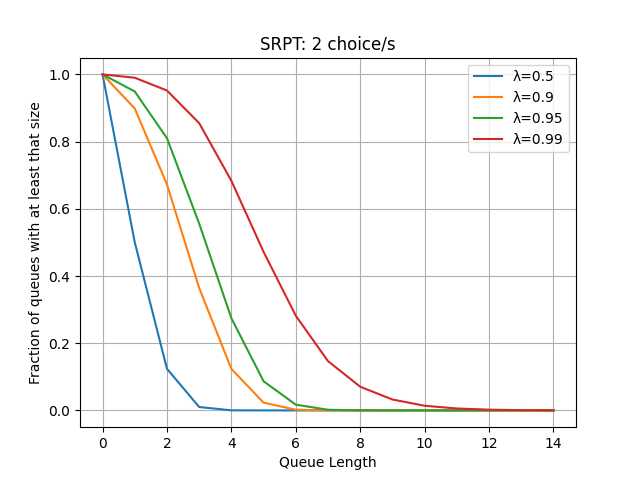 SRPT: 2 choice/s
λ=0.5
λ=0.9
λ=0.95
λ=0.99
Fraction of queues with at least that size
1.0
0.8
0.6
0.4
0.2
0.0
0 2 4 6 8 10 12 14
Queue Length